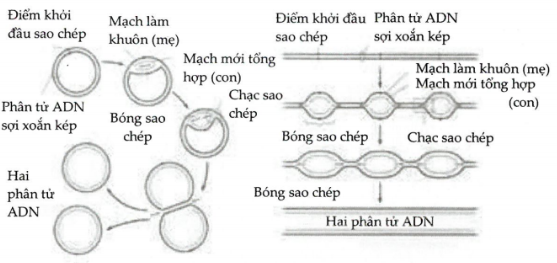 Điểm khởi
đầu sao chép
Mạch làm
khuôn (mẹ)
Mạch mới tổng
hợp (con)
Chạc sao
chép
Phân tử ADN
sợi xoắn kép
Bóng sao
chép
Hai
phân tử
ADN
Điểm khởi đầu
sao chép
Phân tử ADN
sợi xoắn kép
Mạch làm khuôn (mẹ)
Mạch mới tổng hợp
(con)
Bóng sao chép
Chạc sao chép
Bóng sao chép
Hai phân tử ADN